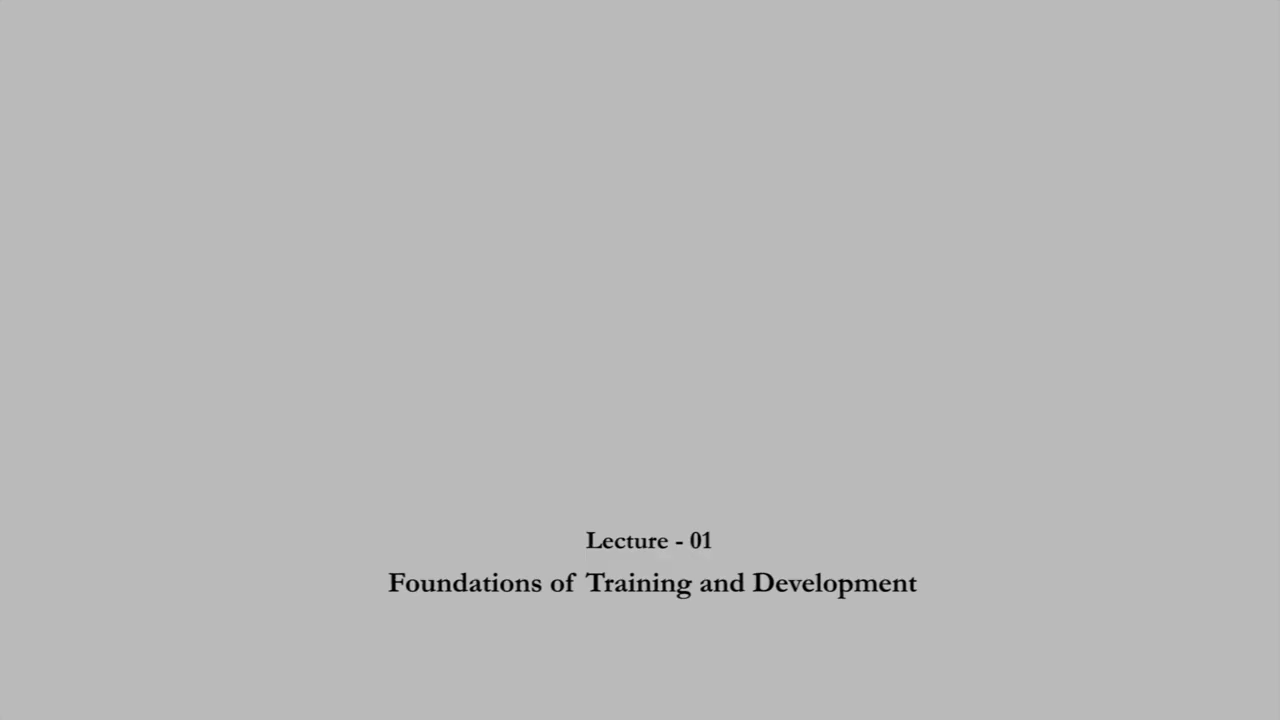 Lecture - 01
Foundations of Training and Development